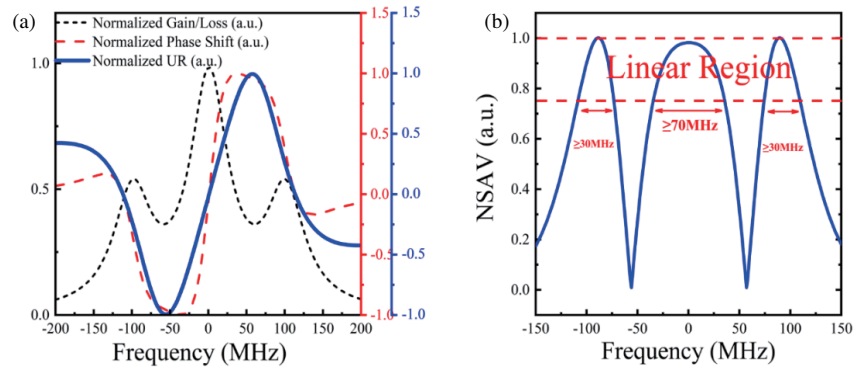 (a)
Normalized Gain/Loss (a.u.)
Normalized Phase Shift (a.u.)
Normalized UR (a.u.)
1.0
0.5
0.0
-200 -150 -100 -50 0 50 100 150 200
Frequency (MHz)
1.5
1.0
0.5
0.0
-0.5
-1.0
1.5
1.0
0.5
0.0
-0.5
-1.0
(b)
NSAV (a.u.)
1.0
0.8
0.6
0.4
0.2
0.0
Linear Region
≥30MHz
≥70MHz
≥30MHz
-150 -100 -50 0 50 100 150
Frequency (MHz)